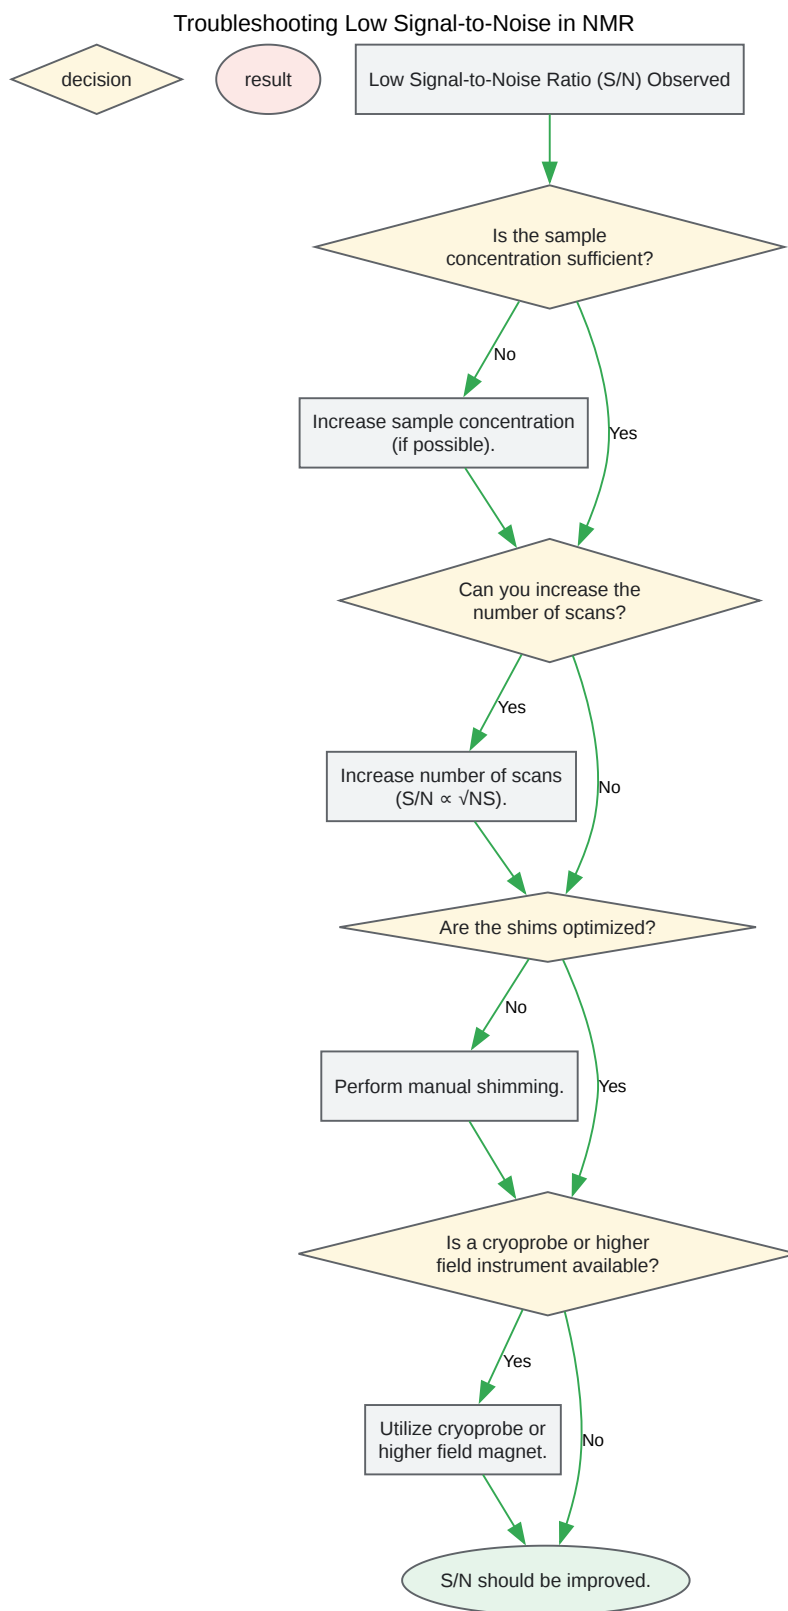 Troubleshooting Low Signal-to-Noise in NMR
decision
result
Low Signal-to-Noise Ratio (S/N) Observed
Is the sample
concentration sufficient?
No
Increase sample concentration
(if possible).
Yes
Can you increase the
number of scans?
Yes
Increase number of scans
(S/N ∝ √NS).
No
Are the shims optimized?
No
Perform manual shimming.
Yes
Is a cryoprobe or higher
field instrument available?
Yes
Utilize cryoprobe or
higher field magnet.
No
S/N should be improved.